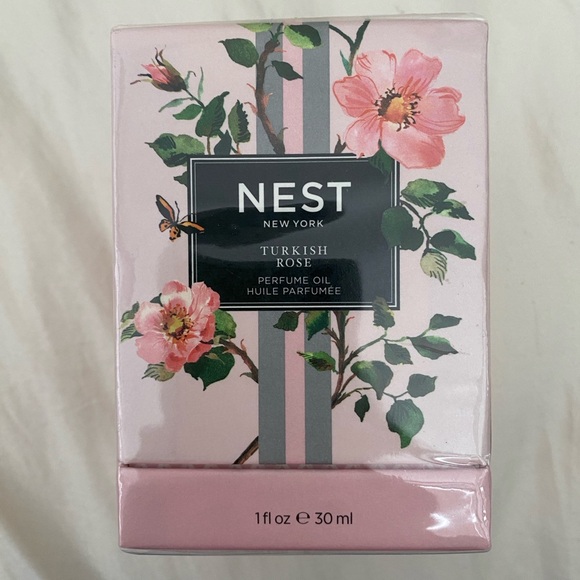 NEST
NEW YORK
TURKISH
ROSE
PERFUME OIL
HUILE PARFUMÉE
1 fl oz ℮ 30 ml